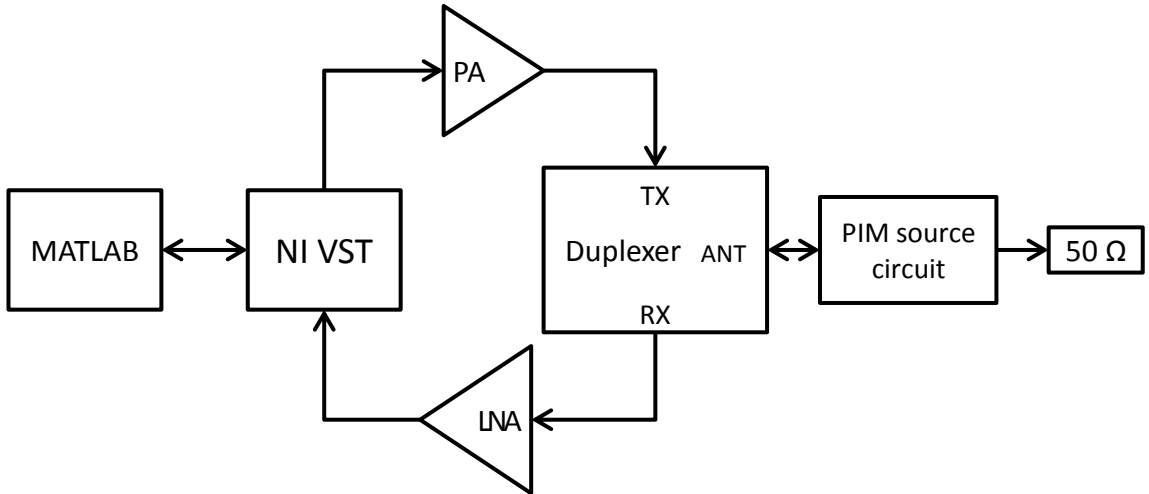 PA
TX
MATLAB
NI VST
Duplexer
ANT
PIM source
circuit
50 Ω
RX
LNA